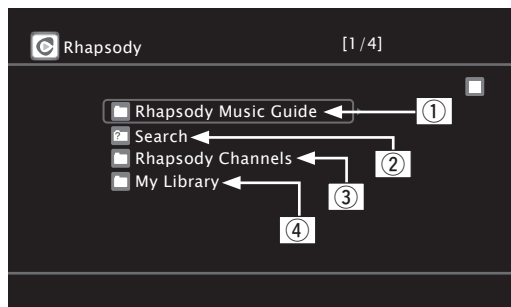 Rhapsody [1/4]
Rhapsody Music Guide ①
Search ②
Rhapsody Channels ③
My Library ④